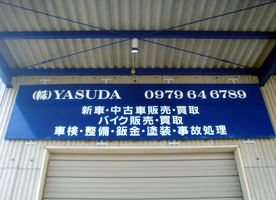 ㈱YASUDA 0979 64 6789
新車・中古車販売・買取
バイク販売・買取
車検・整備・鈑金・塗装・事故処理